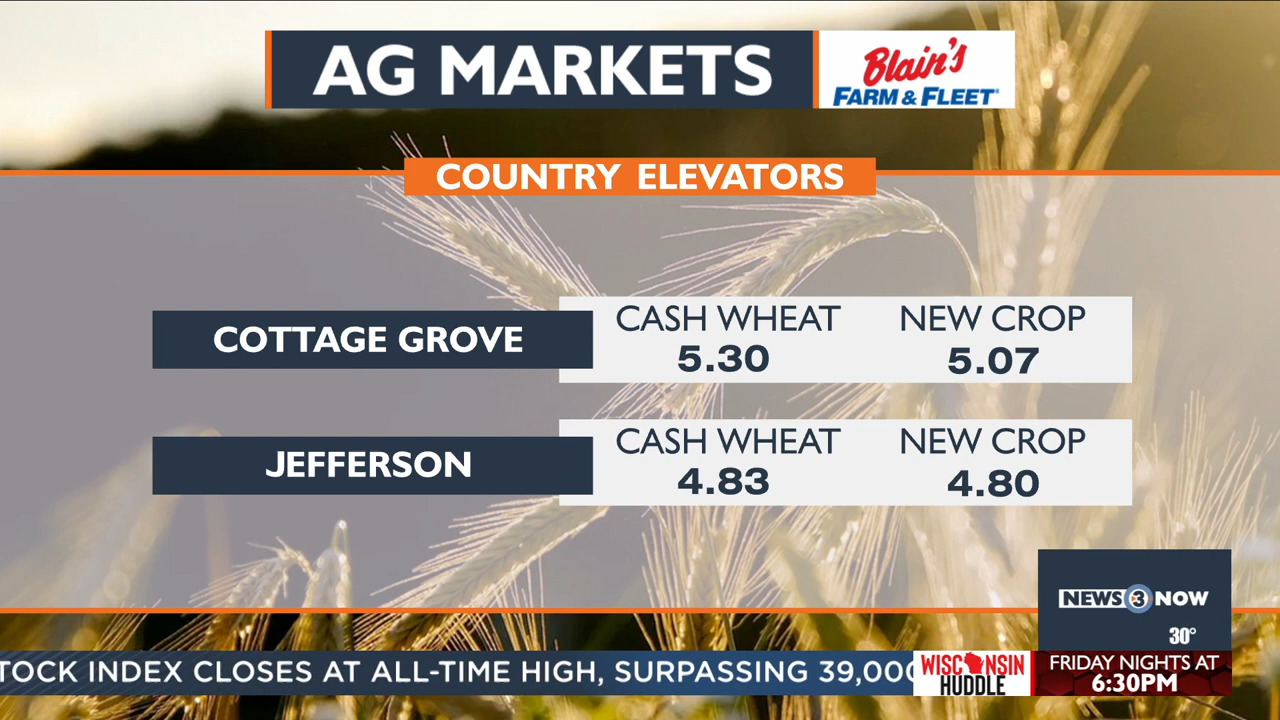 AG MARKETS
Blain's
FARM & FLEET
COUNTRY ELEVATORS
COTTAGE GROVE
CASH WHEAT
NEW CROP
5.30
5.07
JEFFERSON
CASH WHEAT
NEW CROP
4.83
4.80
NEWS 3 NOW
30°
TOCK INDEX CLOSES AT ALL-TIME HIGH, SURPASSING 39,000
WISCONSIN
HUDDLE
FRIDAY NIGHTS AT
6:30PM